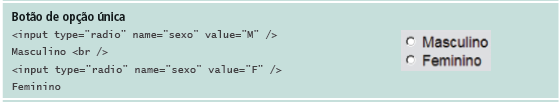 Botão de opção única
<input type="radio" name="sexo" value="M" />
Masculino <br />
<input type="radio" name="sexo" value="F" />
Feminino
Masculino
Feminino